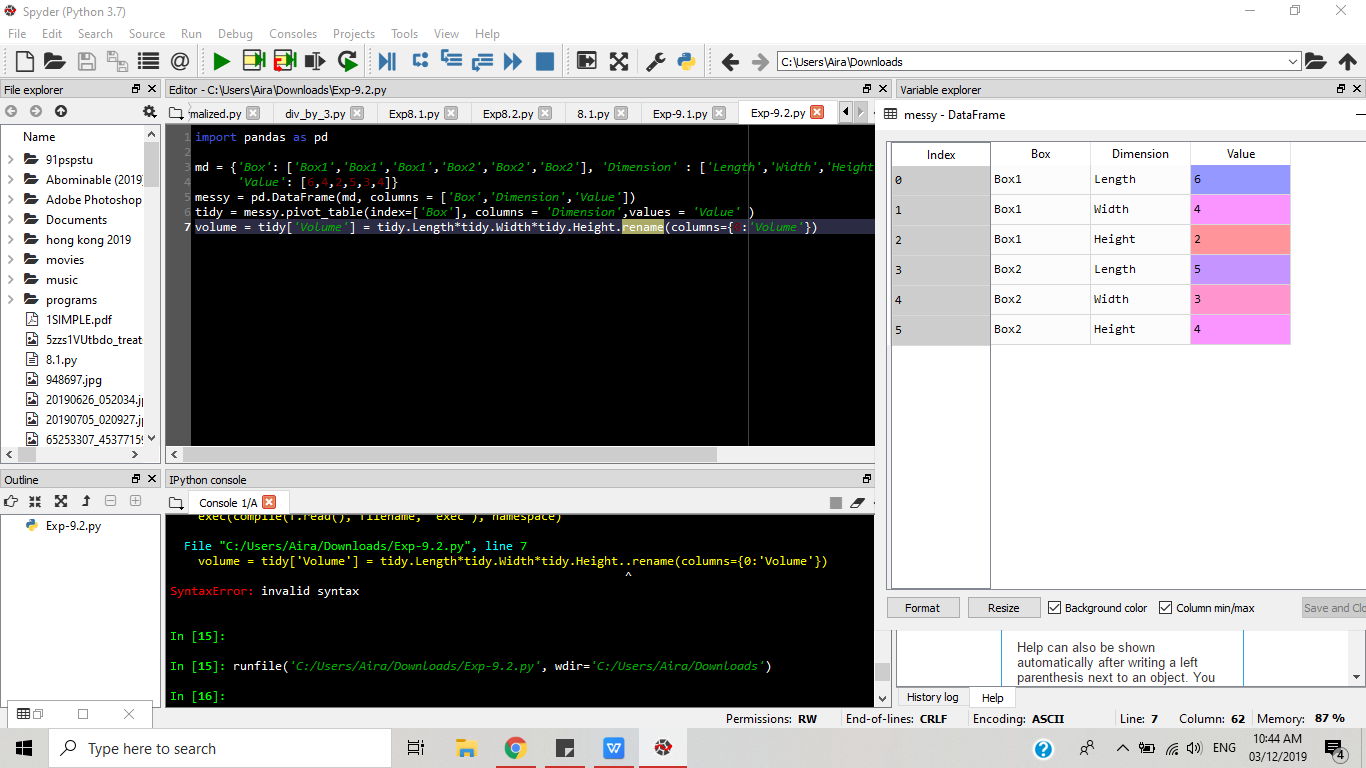 Spyder (Python 3.7)
File Edit Search Source Run Debug Consoles Projects Tools View Help
C:\Users\Aira\Downloads
File explorer
Editor - C:\Users\Aira\Downloads\Exp-9.2.py
Variable explorer
malized.py div_by_3.py Exp8.1.py Exp8.2.py 8.1.py Exp-9.1.py Exp-9.2.py
Name
91pspstu
Abominable (2019)
Adobe Photoshop
Documents
hong kong 2019
movies
music
programs
1SIMPLE.pdf
5zzs1VUtbdo_treat
8.1.py
948697.jpg
20190626_052034.j
20190705_020927.j
65253307_4537715
1 import pandas as pd
2
3 md = {'Box': ['Box1','Box1','Box1','Box2','Box2','Box2'], 'Dimension' : ['Length','Width','Height
4 'Value': [6,4,2,5,3,4]}
5 messy = pd.DataFrame(md, columns = ['Box','Dimension','Value'])
6 tidy = messy.pivot_table(index=['Box'], columns = 'Dimension',values = 'Value' )
7 volume = tidy['Volume'] = tidy.Length*tidy.Width*tidy.Height.rename(columns={0:'Volume'})
messy - DataFrame
Index Box Dimension Value
0 Box1 Length 6
1 Box1 Width 4
2 Box1 Height 2
3 Box2 Length 5
4 Box2 Width 3
5 Box2 Height 4
Format Resize Background color Column min/max Save and Clo
Help can also be shown
automatically after writing a left
parenthesis next to an object. You
History log Help
Outline
Exp-9.2.py
IPython console
Console 1/A
exec(compile(f.read(), filename, 'exec'), namespace)
File "C:/Users/Aira/Downloads/Exp-9.2.py", line 7
volume = tidy['Volume'] = tidy.Length*tidy.Width*tidy.Height..rename(columns={0:'Volume'})
^
SyntaxError: invalid syntax
In [15]:
In [15]: runfile('C:/Users/Aira/Downloads/Exp-9.2.py', wdir='C:/Users/Aira/Downloads')
In [16]:
Permissions: RW End-of-lines: CRLF Encoding: ASCII Line: 7 Column: 62 Memory: 87 %
Type here to search
ENG
10:44 AM
03/12/2019
4